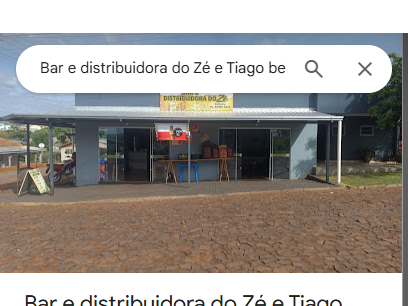 Bar e distribuidora do Zé e Tiago be
DISTRIBUIDORA DO Zé
Bar e distribuidora do Zé e Tiago